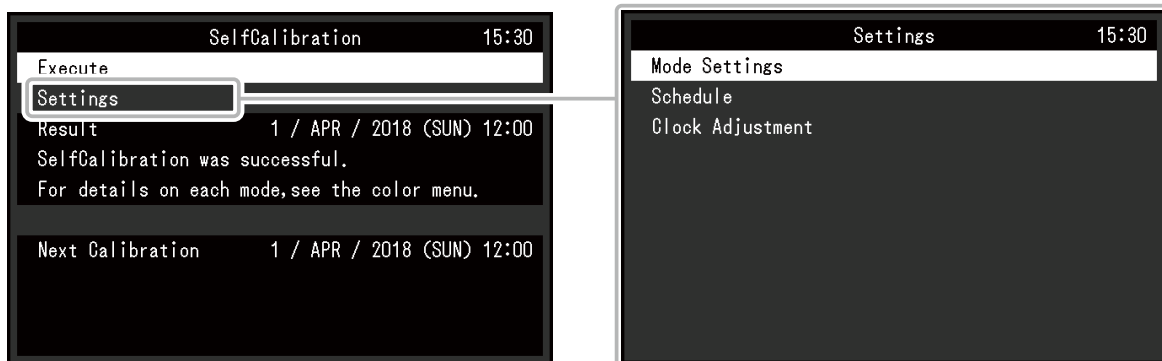 SelfCalibration 15:30
Execute
Settings
Result 1 / APR / 2018 (SUN) 12:00
SelfCalibration was successful.
For details on each mode,see the color menu.
Next Calibration 1 / APR / 2018 (SUN) 12:00
Settings 15:30
Mode Settings
Schedule
Clock Adjustment